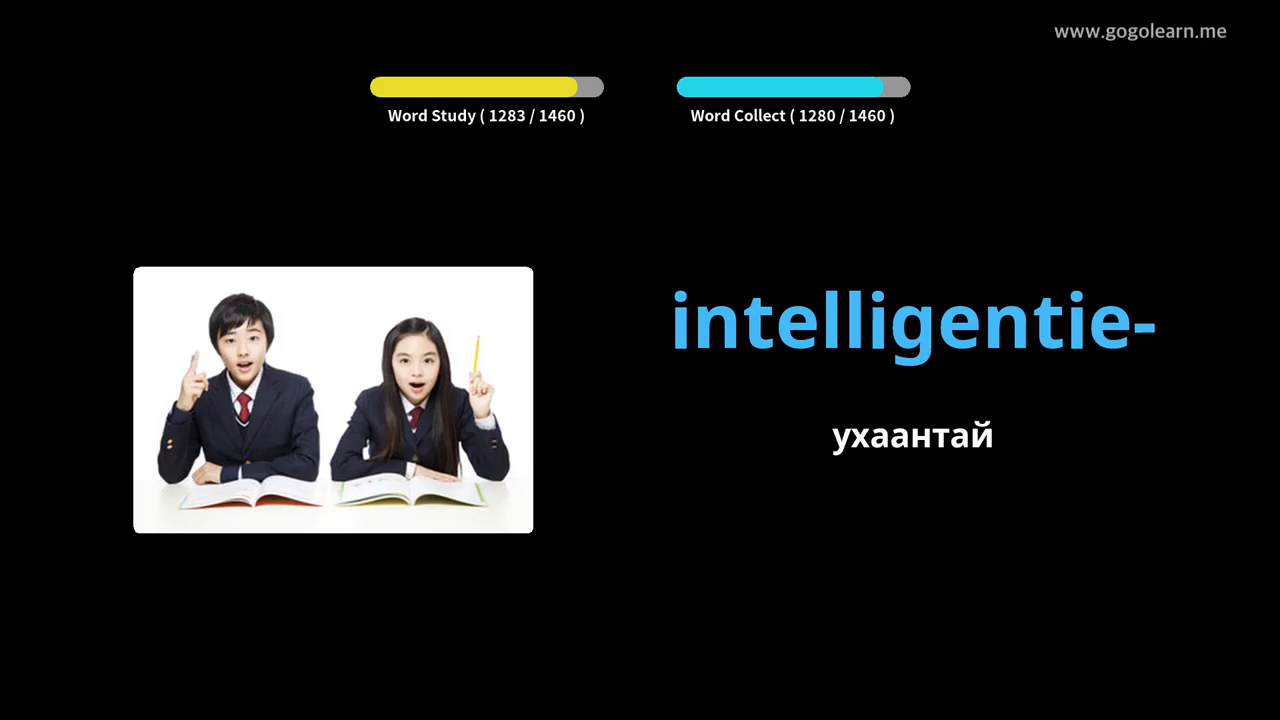 www.gogolearn.me
Word Study ( 1283 / 1460 )
Word Collect ( 1280 / 1460 )
intelligentie-
ухаантай